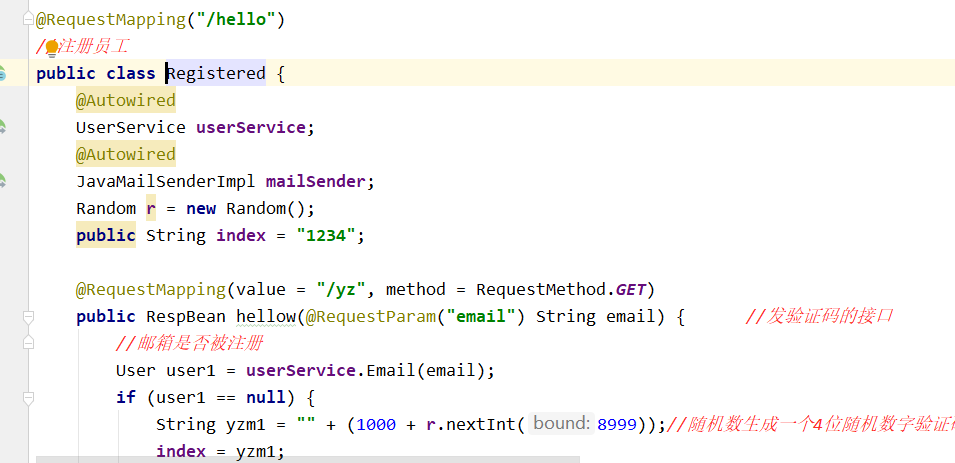 @RequestMapping("/hello")
//注册员工
public class Registered {
@Autowired
UserService userService;
@Autowired
JavaMailSenderImpl mailSender;
Random r = new Random();
public String index = "1234";
@RequestMapping(value = "/yz", method = RequestMethod.GET)
public RespBean hellow(@RequestParam("email") String email) { //发验证码的接口
//邮箱是否被注册
User user1 = userService.Email(email);
if (user1 == null) {
String yzm1 = "" + (1000 + r.nextInt( bound: 8999));//随机数生成一个4位随机数字验证
index = yzm1;